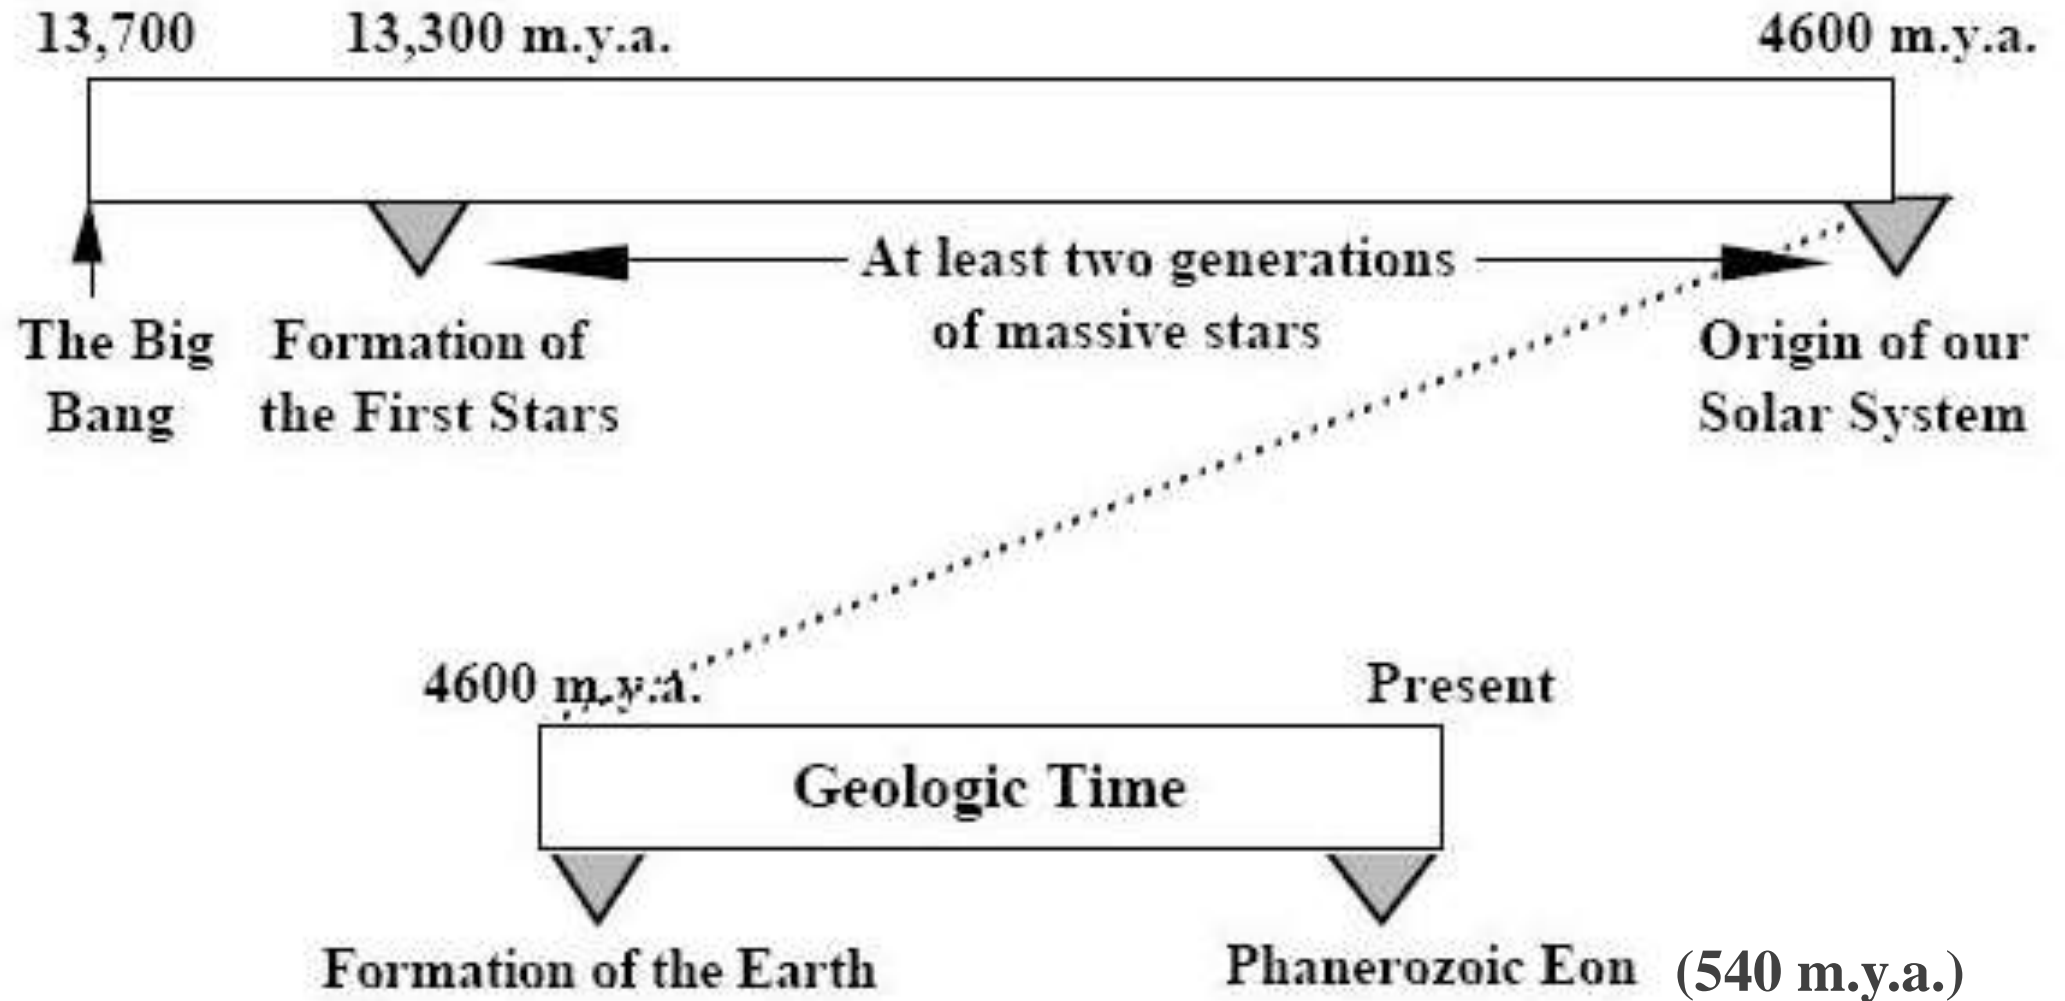 13,700 13,300 m.y.a. 4600 m.y.a.
At least two generations
of massive stars
The Big
Bang
Formation of
the First Stars
Origin of our
Solar System
4600 m.y.a. Present
Geologic Time
Formation of the Earth
Phanerozoic Eon (540 m.y.a.)